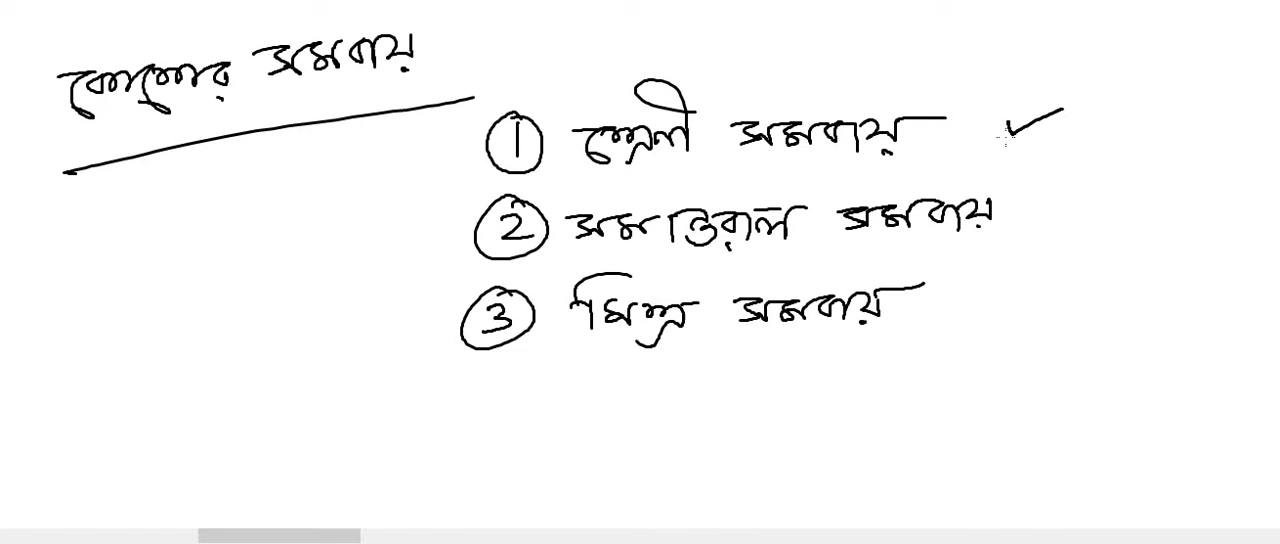 কোশের সমবায়
① শ্রেণী সমবায় ✓
② সমান্তরাল সমবায়
③ মিশ্র সমবায়